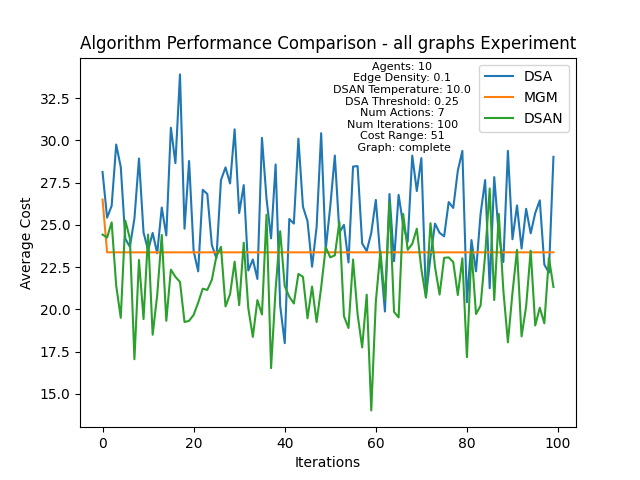 Algorithm Performance Comparison - all graphs Experiment
Agents: 10
Edge Density: 0.1
DSAN Temperature: 10.0
DSA Threshold: 0.25
Num Actions: 7
Num Iterations: 100
Cost Range: 51
Graph: complete
DSA
MGM
DSAN
Average Cost
32.5
30.0
27.5
25.0
22.5
20.0
17.5
15.0
0 20 40 60 80 100
Iterations